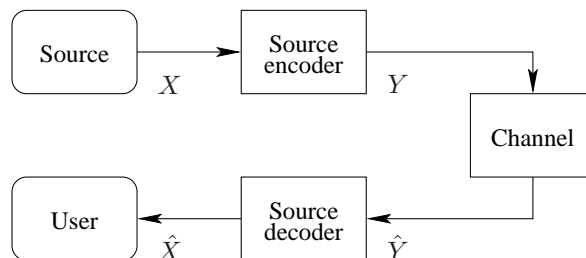 Source
Source
encoder
X
Y
Channel
User
Source
decoder
X̂
Ŷ